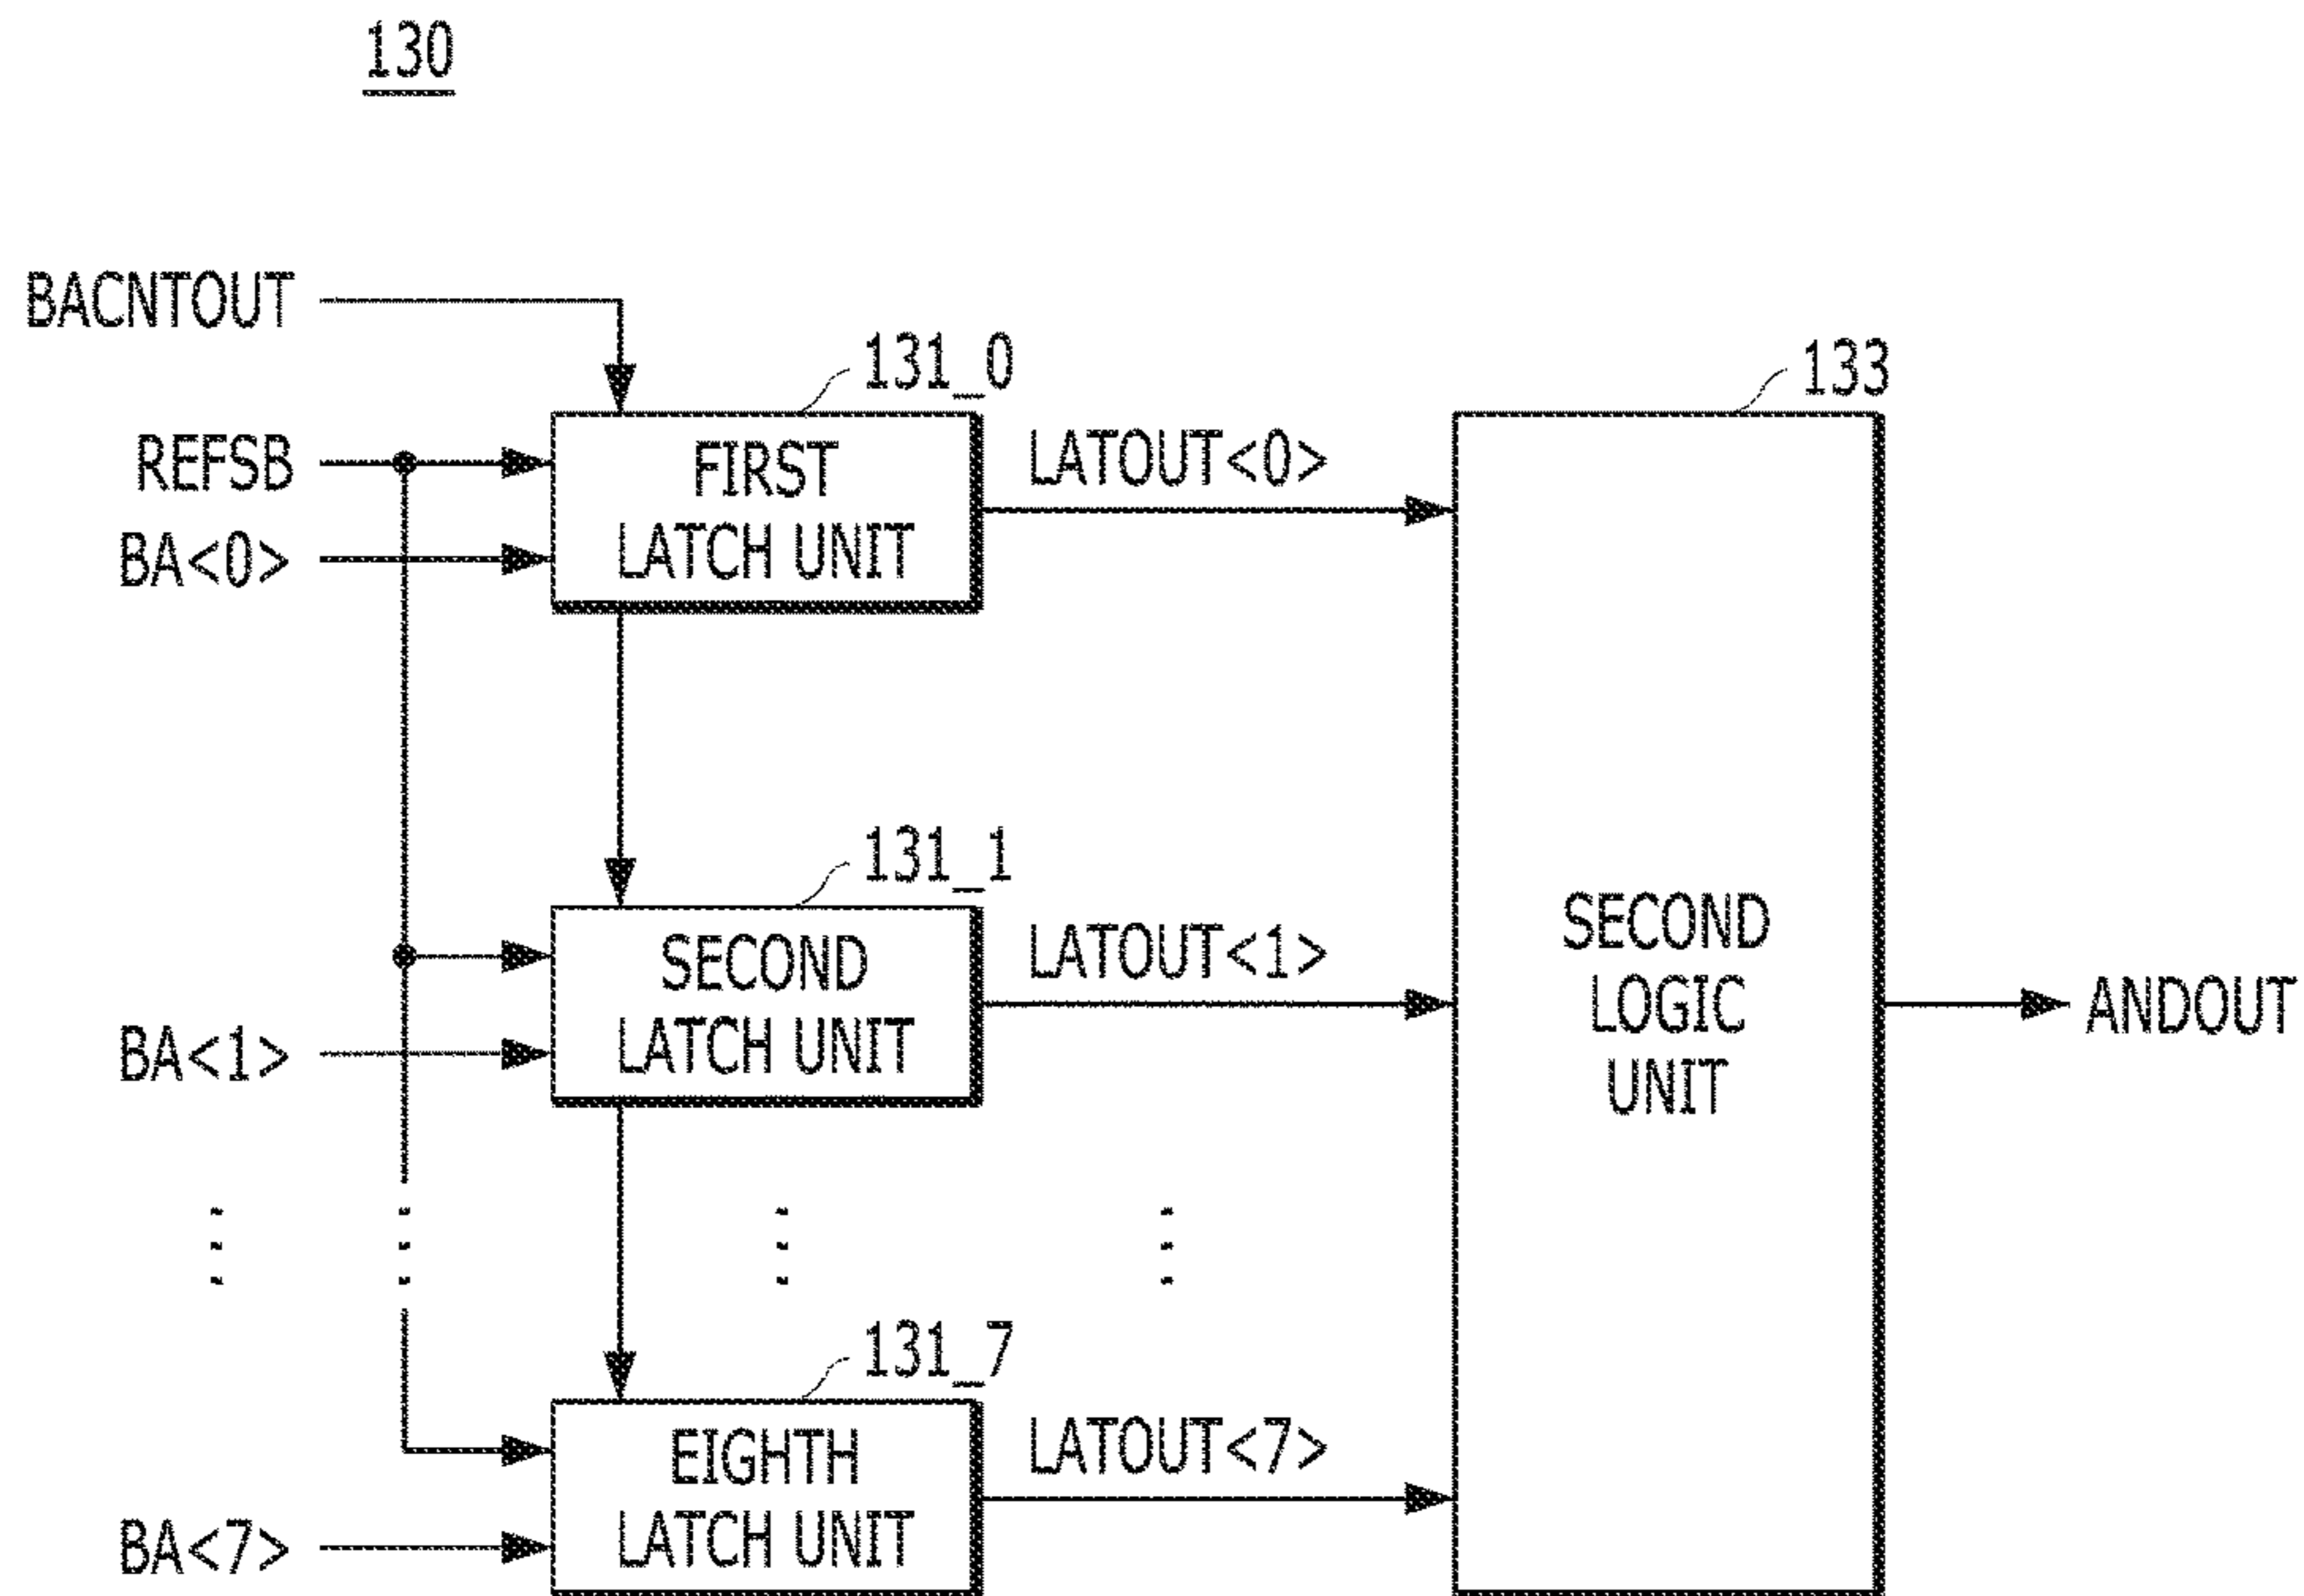 130
BACNTOUT
131_0
133
REFSB
FIRST
LATCH UNIT
LATOUT<0>
BA<0>
131_1
SECOND
LATCH UNIT
LATOUT<1>
SECOND
LOGIC
UNIT
ANDOUT
BA<1>
131_7
EIGHTH
LATCH UNIT
LATOUT<7>
BA<7>